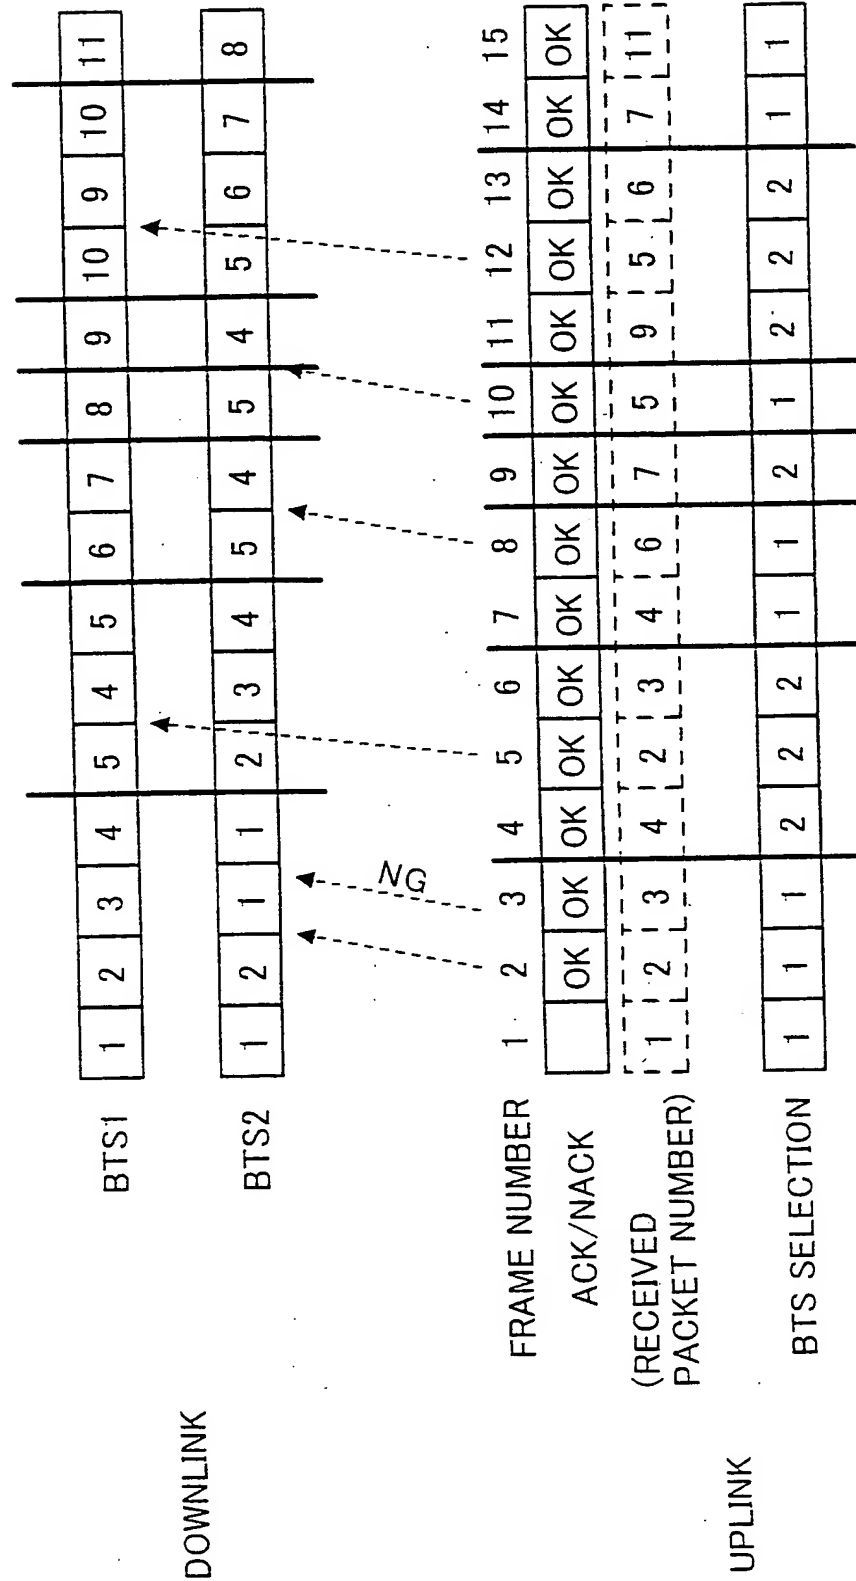 DOWNLINK
BTS1 1 2 3 4 5 4 5 6 7 8 9 10 9 10 11
BTS2 1 2 1 1 2 3 4 5 4 5 4 5 6 7 8
NG
UPLINK
FRAME NUMBER 1 2 3 4 5 6 7 8 9 10 11 12 13 14 15
ACK/NACK OK OK OK OK OK OK OK OK OK OK OK OK OK OK
(RECEIVED
PACKET NUMBER) 1 2 3 4 2 3 4 6 7 5 9 5 6 7 11
BTS SELECTION 1 1 1 2 2 2 1 1 2 1 2 2 2 1 1